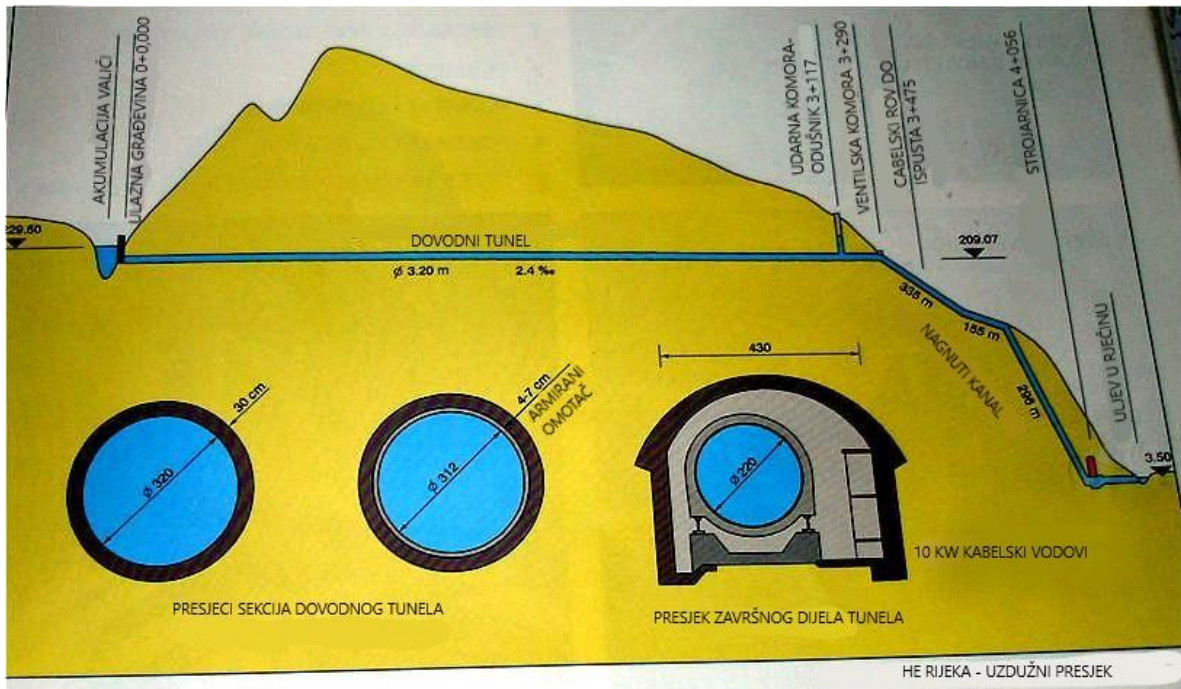 AKUMULACIJA VALIĆI
ULAZNA GRAĐEVINA 0+0,000
UDARNA KOMORA-
ODUŠNIK 3+117
VENTILSKA KOMORA 3+290
CABELSKI ROV DO
ISPUSTA 3+475
STROJARNICA 4+056
229.60
DOVODNI TUNEL
ø 3.20 m 2.4 ‰
209.07
338 m
155 m
NAGNUTI KANAL
296 m
ULJEV U RJEČINU
3.50
30 cm
ø 320
4-7 cm
ARMIRANI
OMOTAČ
ø 312
430
ø 220
10 KW KABELSKI VODOVI
PRESJECI SEKCIJA DOVODNOG TUNELA
PRESJEK ZAVRŠNOG DIJELA TUNELA
HE RIJEKA - UZDUŽNI PRESJEK